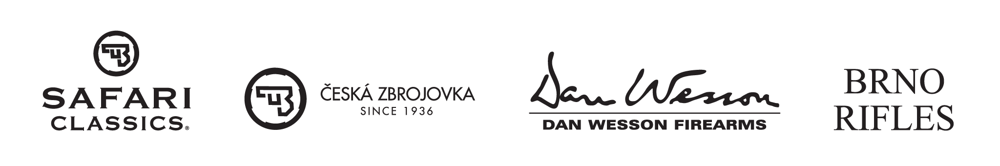 SAFARI
CLASSICS®
ČESKÁ ZBROJOVKA
SINCE 1936
Dan Wesson
DAN WESSON FIREARMS
BRNO
RIFLES